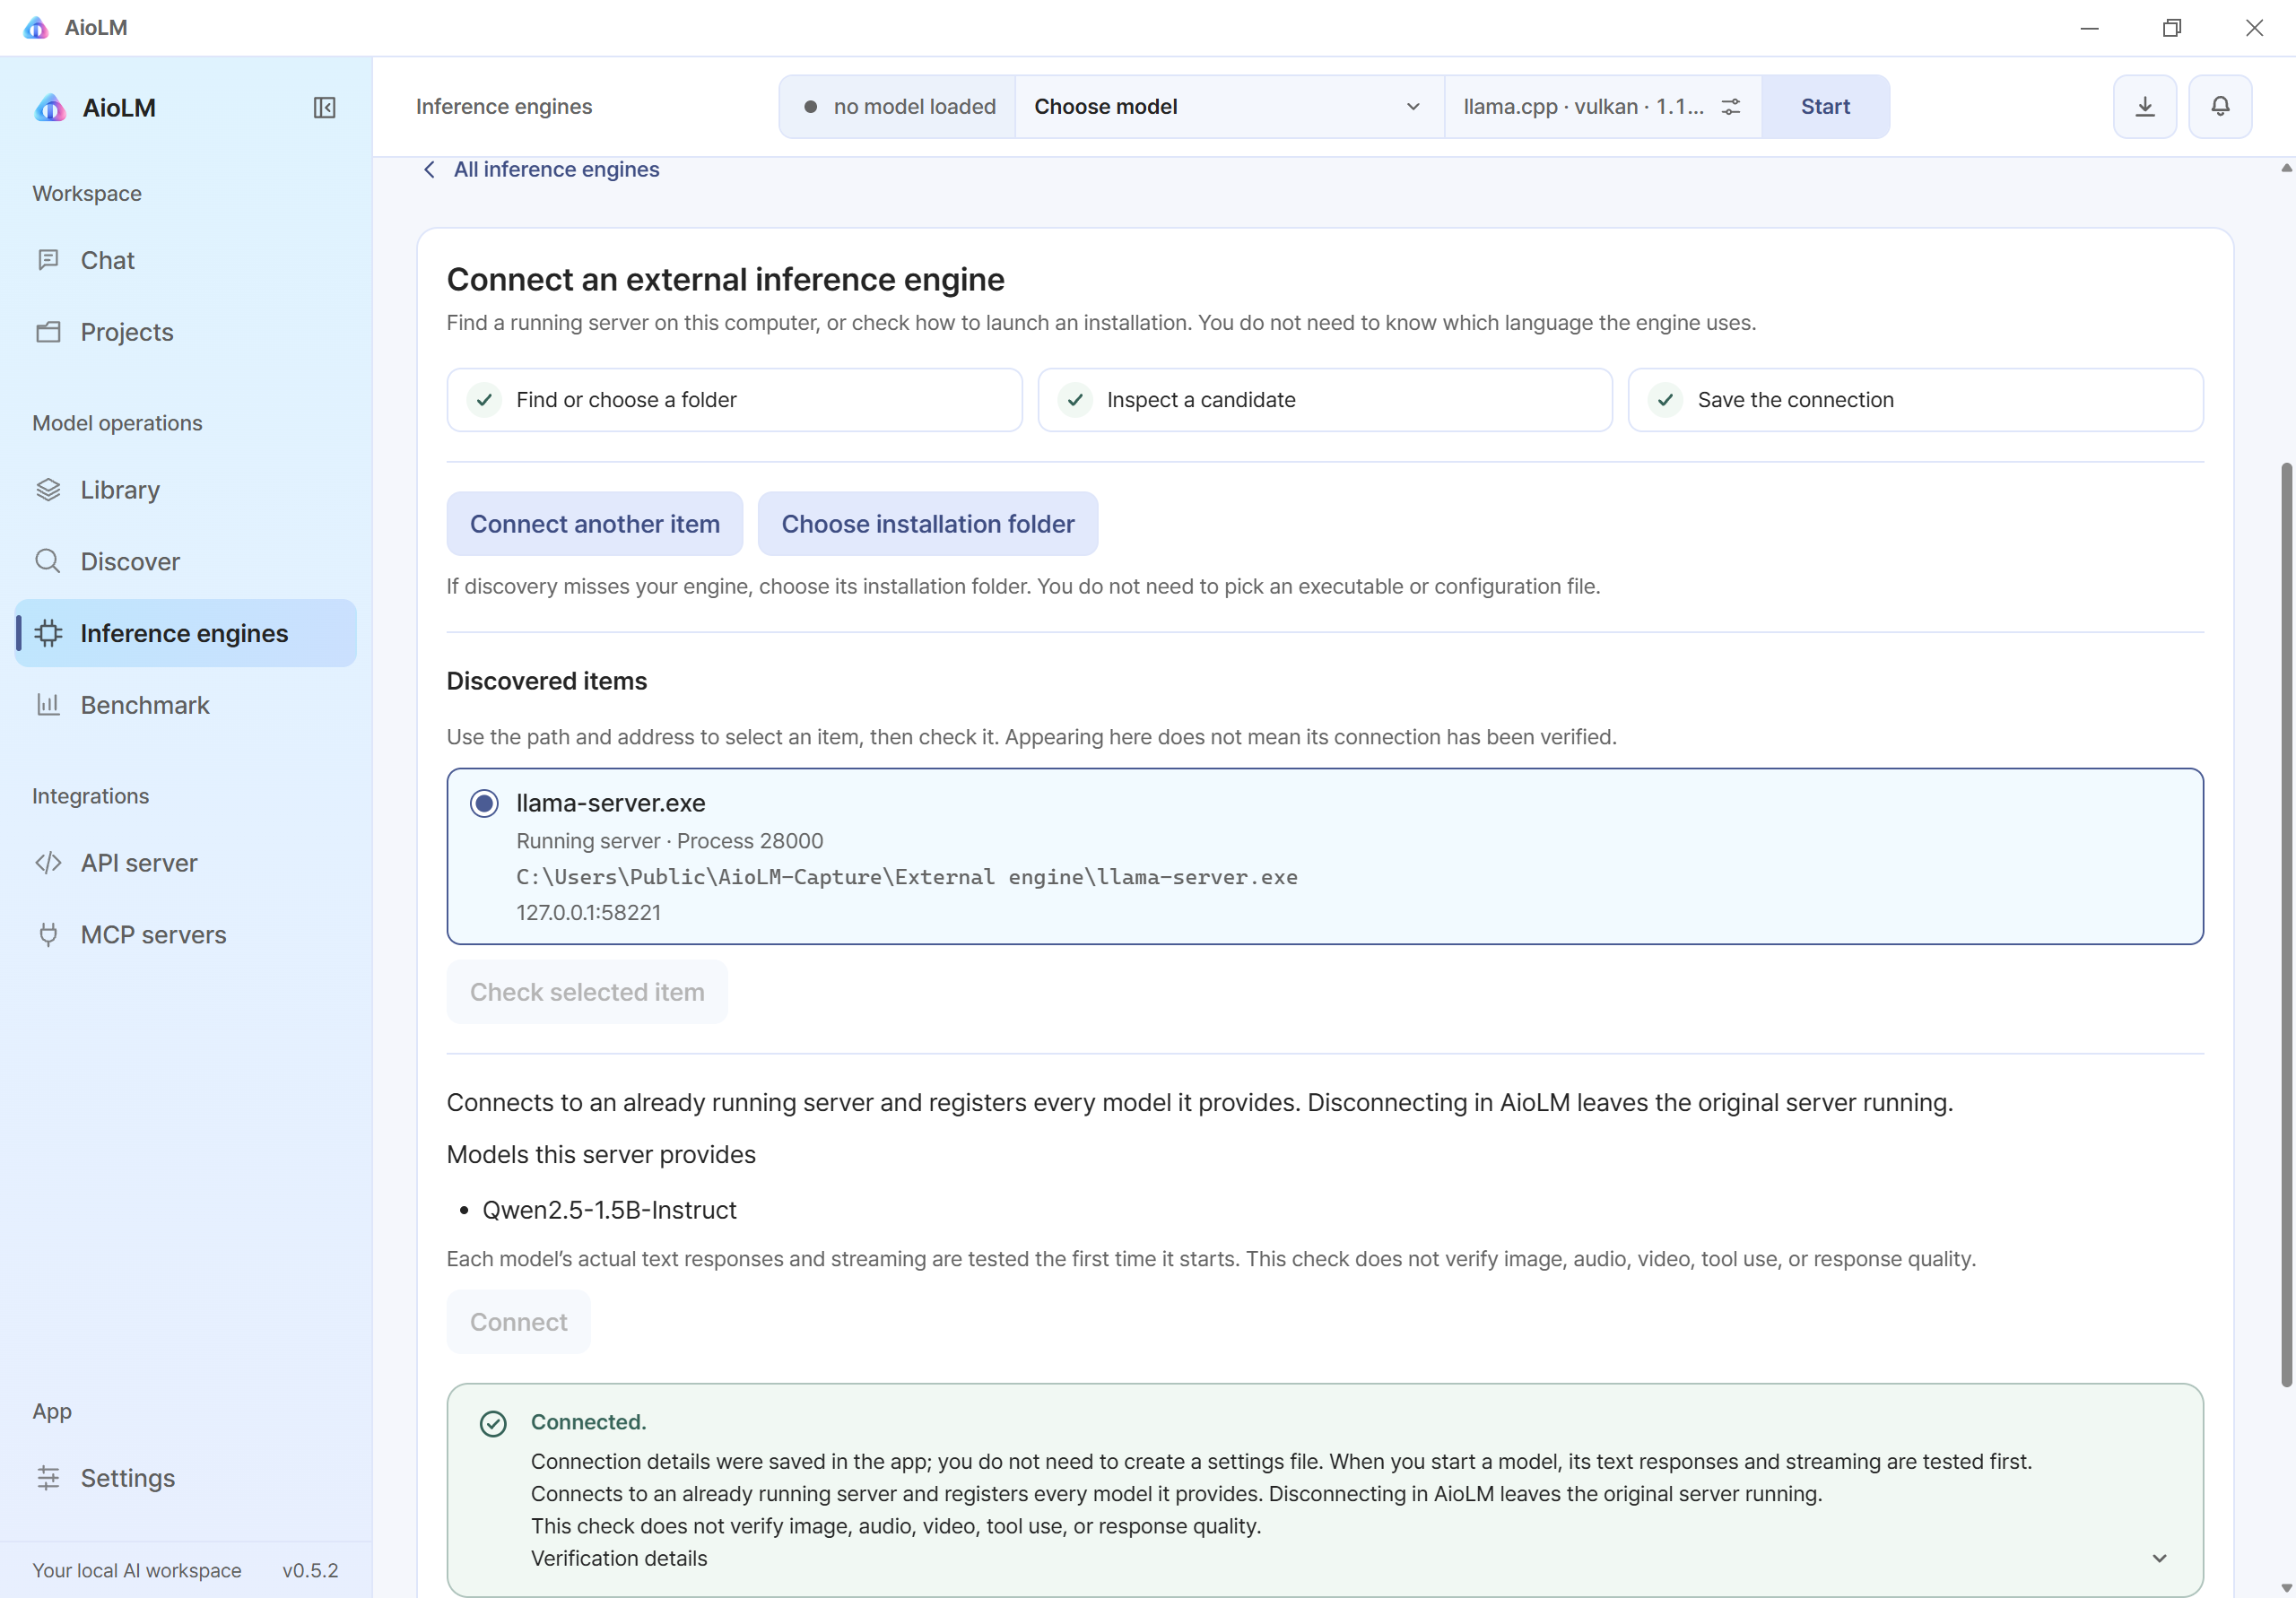 AioLM
AioLM
Workspace
Chat
Projects
Model operations
Library
Discover
Inference engines
Benchmark
Integrations
API server
MCP servers
App
Settings
Your local AI workspace v0.5.2
Inference engines
no model loaded
Choose model
llama.cpp · vulkan · 1.1...
Start
All inference engines
Connect an external inference engine
Find a running server on this computer, or check how to launch an installation. You do not need to know which language the engine uses.
Find or choose a folder
Inspect a candidate
Save the connection
Connect another item
Choose installation folder
If discovery misses your engine, choose its installation folder. You do not need to pick an executable or configuration file.
Discovered items
Use the path and address to select an item, then check it. Appearing here does not mean its connection has been verified.
llama-server.exe
Running server · Process 28000
C:\Users\Public\AioLM-Capture\External engine\llama-server.exe
127.0.0.1:58221
Check selected item
Connects to an already running server and registers every model it provides. Disconnecting in AioLM leaves the original server running.
Models this server provides
• Qwen2.5-1.5B-Instruct
Each model’s actual text responses and streaming are tested the first time it starts. This check does not verify image, audio, video, tool use, or response quality.
Connect
Connected.
Connection details were saved in the app; you do not need to create a settings file. When you start a model, its text responses and streaming are tested first.
Connects to an already running server and registers every model it provides. Disconnecting in AioLM leaves the original server running.
This check does not verify image, audio, video, tool use, or response quality.
Verification details